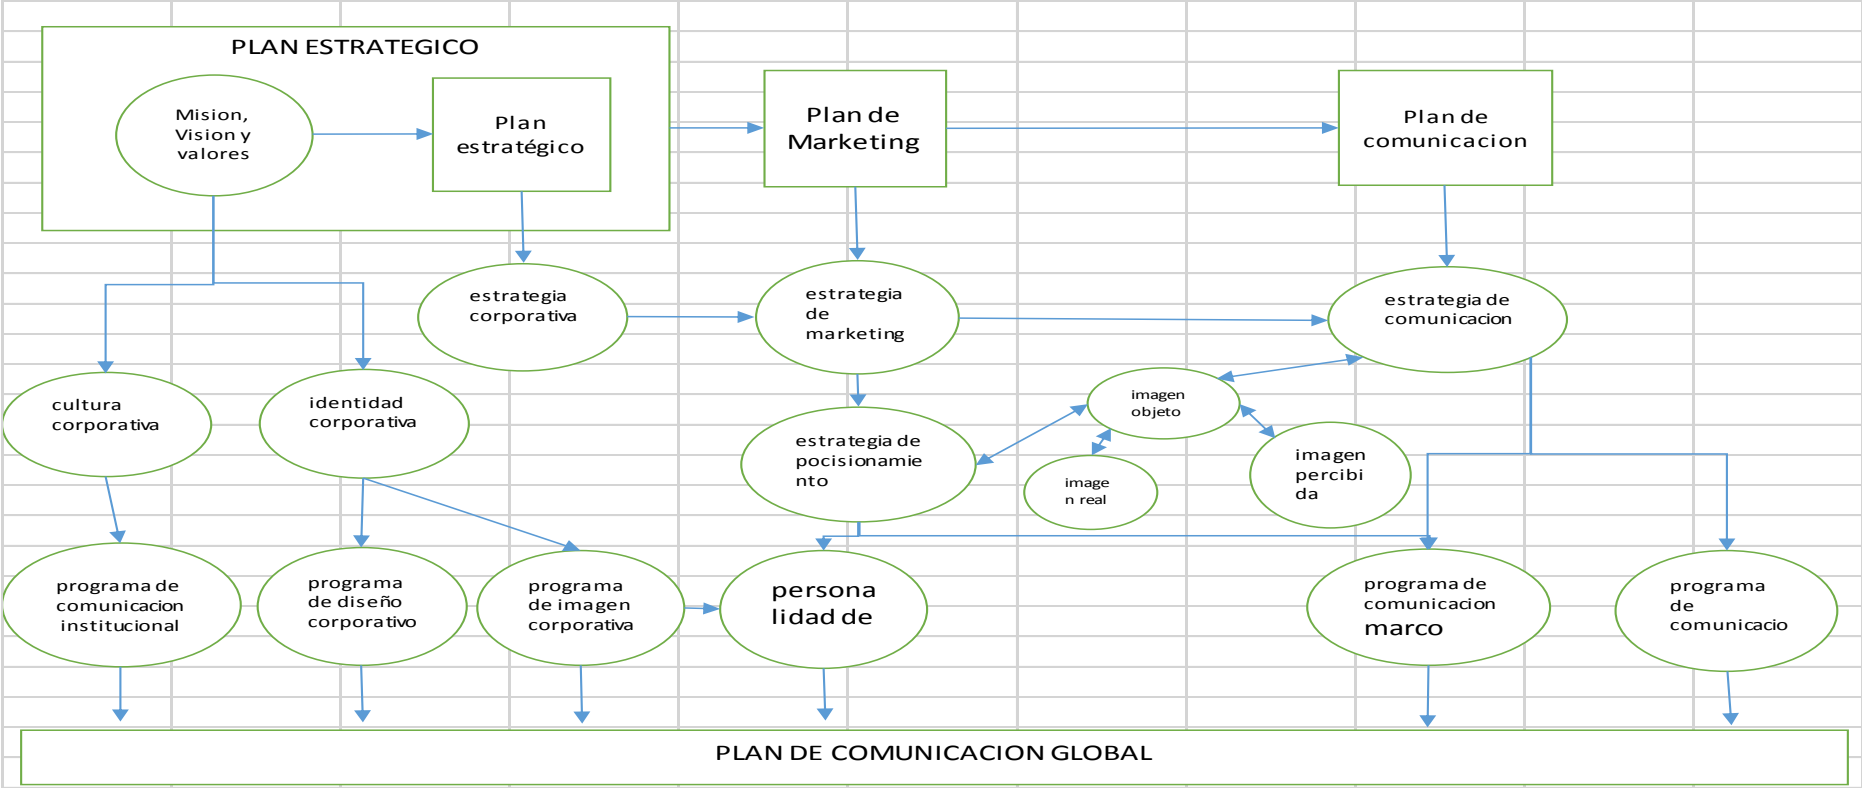 PLAN ESTRATEGICO
Mision,
Vision y
valores
Plan
estratégico
Plan de
Marketing
Plan de
comunicacion
estrategia
corporativa
estrategia
de
marketing
estrategia de
comunicacion
cultura
corporativa
identidad
corporativa
estrategia de
pocisionamie
nto
imagen
objeto
image
n real
imagen
percibi
da
programa de
comunicacion
institucional
programa
de diseño
corporativo
programa
de imagen
corporativa
persona
lidad de
programa de
comunicacion
marco
programa
de
comunicacio
PLAN DE COMUNICACION GLOBAL